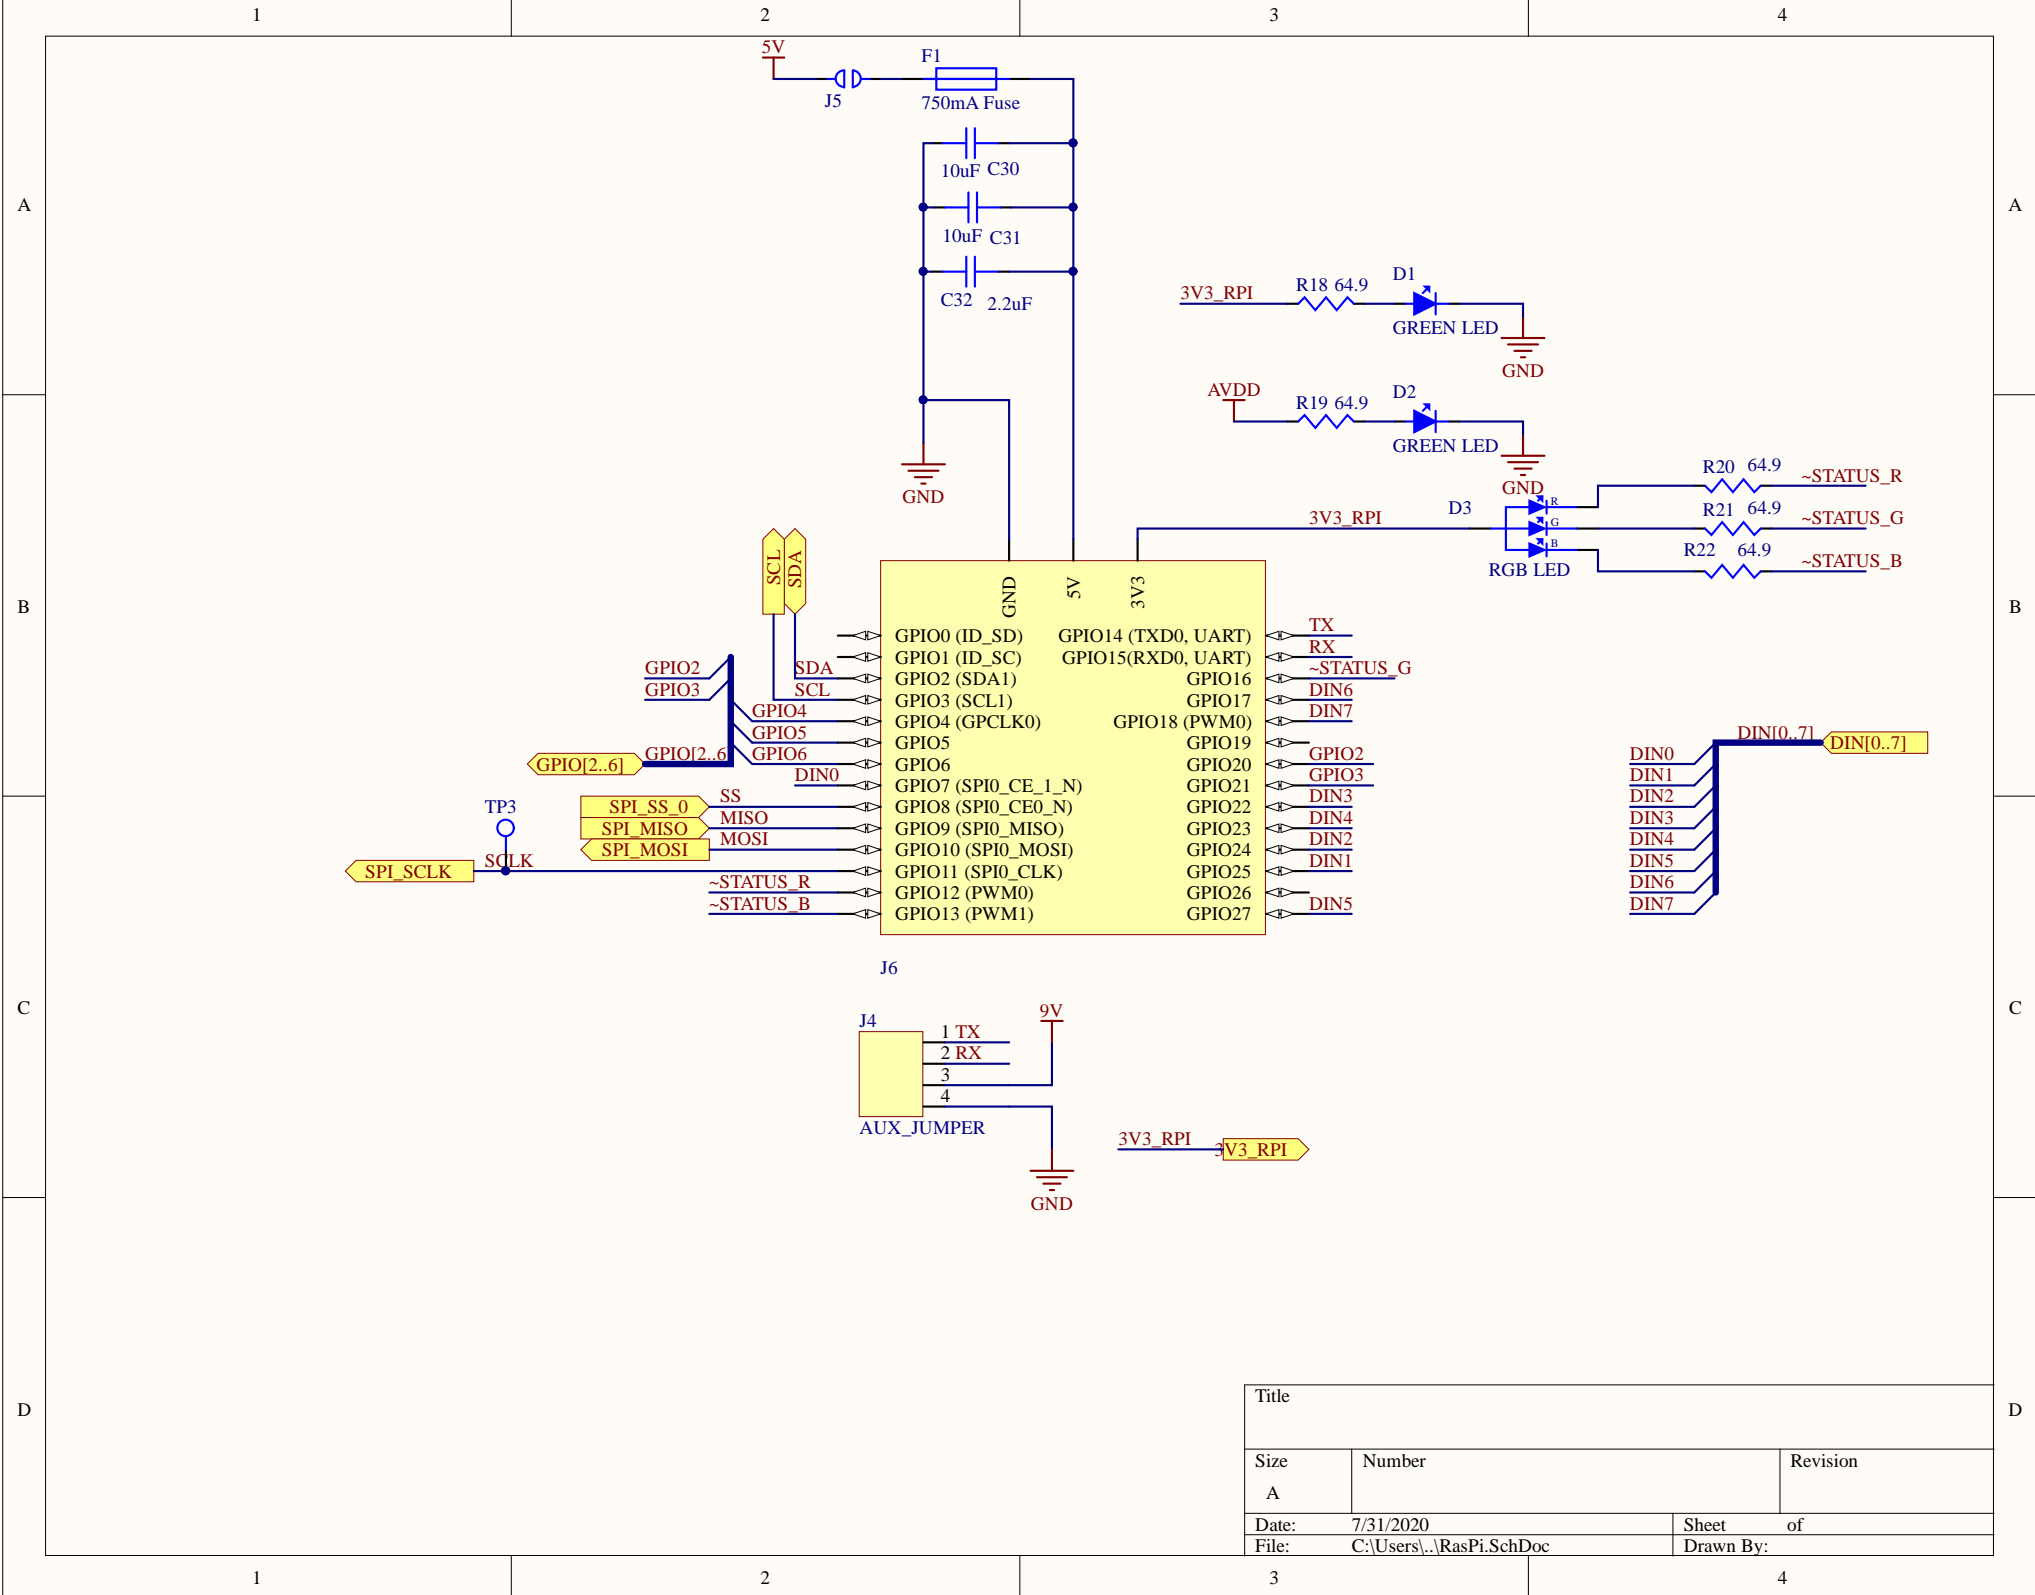 1 2 3 4
5V
F1
J5
750mA Fuse
10uF C30
A A
10uF C31
C32 2.2uF
D1
3V3_RPI R18 64.9
GREEN LED
GND
AVDD D2
R19 64.9
GREEN LED
GND
GND
R20 64.9 ~STATUS_R
3V3_RPI D3 R R21 64.9 ~STATUS_G
G
B R22 64.9 ~STATUS_B
RGB LED
SCL SDA
GND 5V 3V3
B B
GPIO0 (ID_SD) GPIO14 (TXD0, UART) TX
GPIO1 (ID_SC) GPIO15(RXD0, UART) RX
GPIO2 SDA GPIO2 (SDA1) GPIO16 ~STATUS_G
GPIO3 SCL GPIO3 (SCL1) GPIO17 DIN6
GPIO4 GPIO4 (GPCLK0) GPIO18 (PWM0) DIN7
GPIO5 GPIO5 GPIO19
GPIO[2..6] GPIO[2..6 GPIO6 GPIO6 GPIO20 GPIO2
DIN0 GPIO7 (SPI0_CE_1_N) GPIO21 GPIO3
SPI_SS_0 SS GPIO8 (SPI0_CE0_N) GPIO22 DIN3
TP3
SPI_MISO MISO GPIO9 (SPI0_MISO) GPIO23 DIN4
SPI_MOSI MOSI GPIO10 (SPI0_MOSI) GPIO24 DIN2
SPI_SCLK SCLK GPIO11 (SPI0_CLK) GPIO25 DIN1
~STATUS_R GPIO12 (PWM0) GPIO26
~STATUS_B GPIO13 (PWM1) GPIO27 DIN5
J6
DIN[0..7] DIN[0..7]
DIN0
DIN1
DIN2
DIN3
DIN4
DIN5
DIN6
DIN7
C C
J4 9V
1 TX
2 RX
3
4
AUX_JUMPER
GND
3V3_RPI 3V3_RPI
D D
Title
Size Number Revision
A
Date: 7/31/2020 Sheet of
File: C:\Users\..\RasPi.SchDoc Drawn By:
1 2 3 4